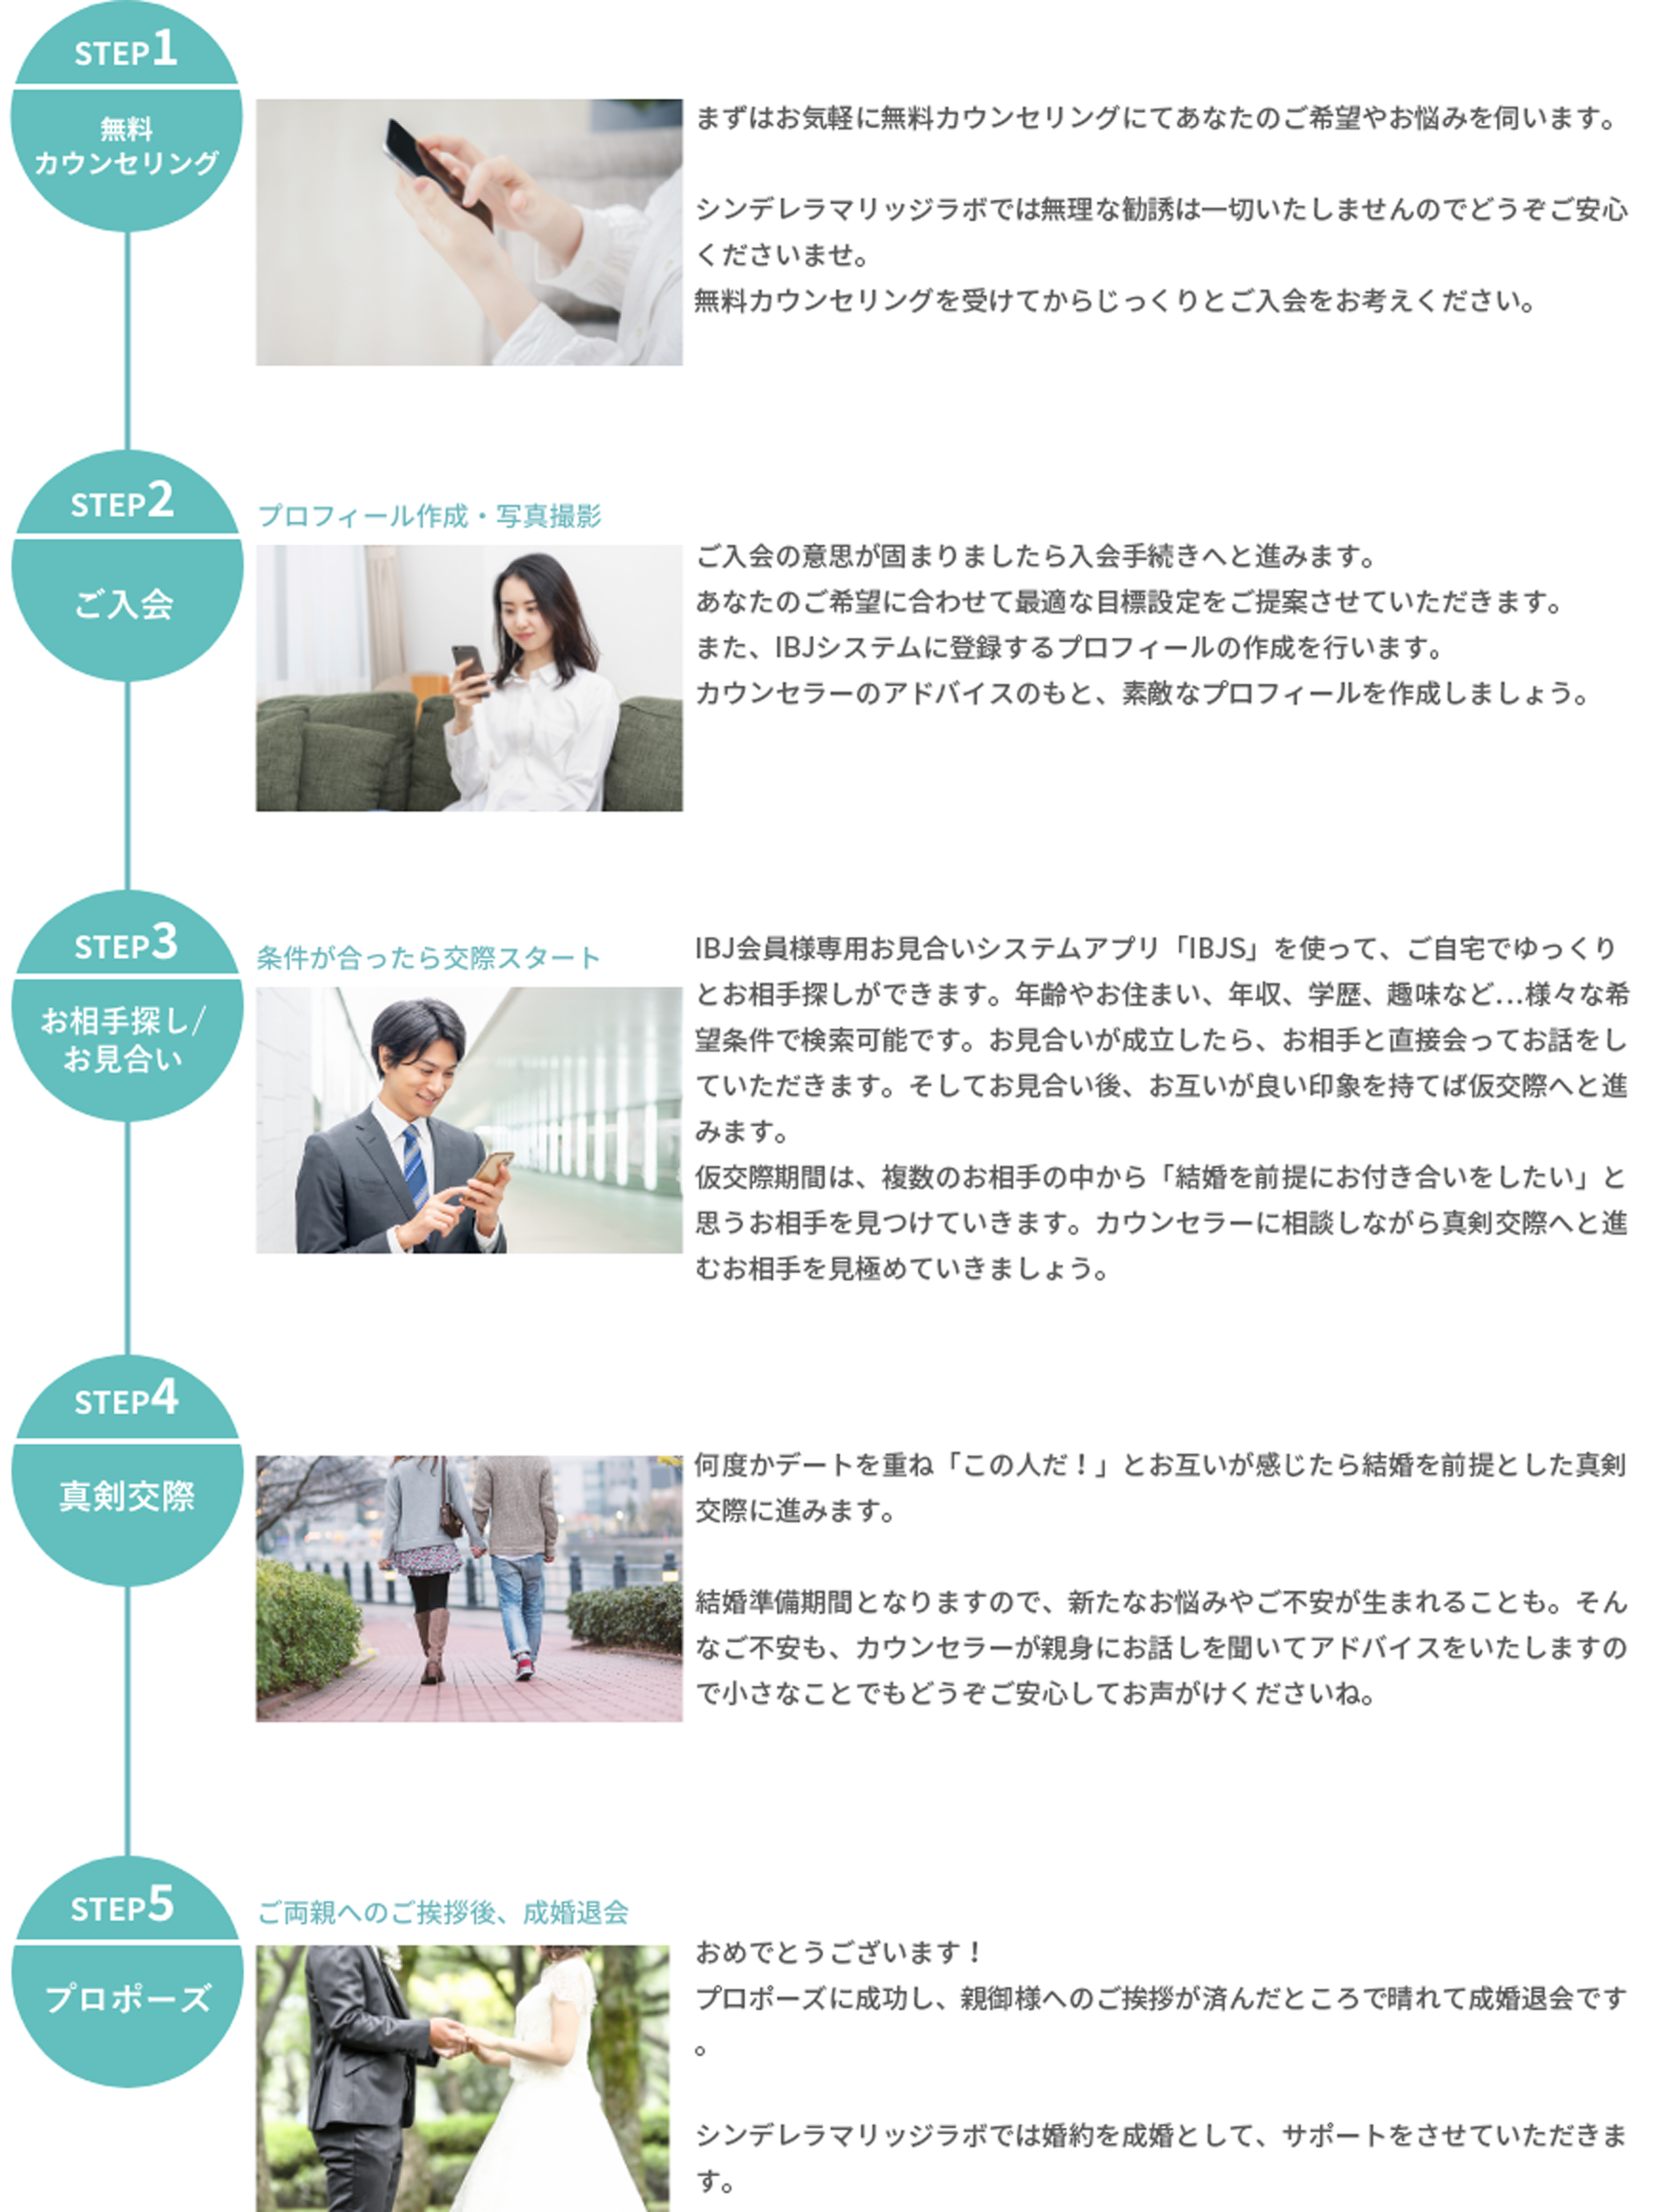 STEP1
無料
カウンセリング
まずはお気軽に無料カウンセリングにてあなたのご希望やお悩みを伺います。
シンデレラマリッジラボでは無理な勧誘は一切いたしませんのでどうぞご安心
くださいませ。
無料カウンセリングを受けてからじっくりとご入会をお考えください。
STEP2
ご入会
プロフィール作成・写真撮影
ご入会の意思が固まりましたら入会手続きへと進みます。
あなたのご希望に合わせて最適な目標設定をご提案させていただきます。
また、IBJシステムに登録するプロフィールの作成を行います。
カウンセラーのアドバイスのもと、素敵なプロフィールを作成しましょう。
STEP3
お相手探し/
お見合い
条件が合ったら交際スタート
IBJ会員様専用お見合いシステムアプリ「IBJS」を使って、ご自宅でゆっくり
とお相手探しができます。年齢やお住まい、年収、学歴、趣味など…様々な希
望条件で検索可能です。お見合いが成立したら、お相手と直接会ってお話をし
ていただきます。そしてお見合い後、お互いが良い印象を持てば仮交際へと進
みます。
仮交際期間は、複数のお相手の中から「結婚を前提にお付き合いをしたい」と
思うお相手を見つけていきます。カウンセラーに相談しながら真剣交際へと進
むお相手を見極めていきましょう。
STEP4
真剣交際
何度かデートを重ね「この人だ！」とお互いが感じたら結婚を前提とした真剣
交際に進みます。
結婚準備期間となりますので、新たなお悩みやご不安が生まれることも。そん
なご不安も、カウンセラーが親身にお話しを聞いてアドバイスをいたしますの
で小さなことでもどうぞご安心してお声がけくださいね。
STEP5
プロポーズ
ご両親へのご挨拶後、成婚退会
おめでとうございます！
プロポーズに成功し、親御様へのご挨拶が済んだところで晴れて成婚退会です
。
シンデレラマリッジラボでは婚約を成婚として、サポートをさせていただきま
す。